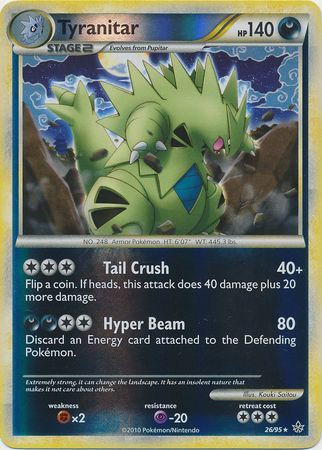 Tyranitar HP 140
STAGE 2 Evolves from Pupitar
NO. 248 Armor Pokémon HT. 6'07" WT. 445.3 lbs.
Tail Crush 40+
Flip a coin. If heads, this attack does 40 damage plus 20
more damage.
Hyper Beam 80
Discard an Energy card attached to the Defending
Pokémon.
Extremely strong, it can change the landscape. It has an insolent nature that
makes it not care about others.
Illus. Kouki Saitou
weakness resistance retreat cost
×2 -20
©2010 Pokémon/Nintendo 26/95 ★